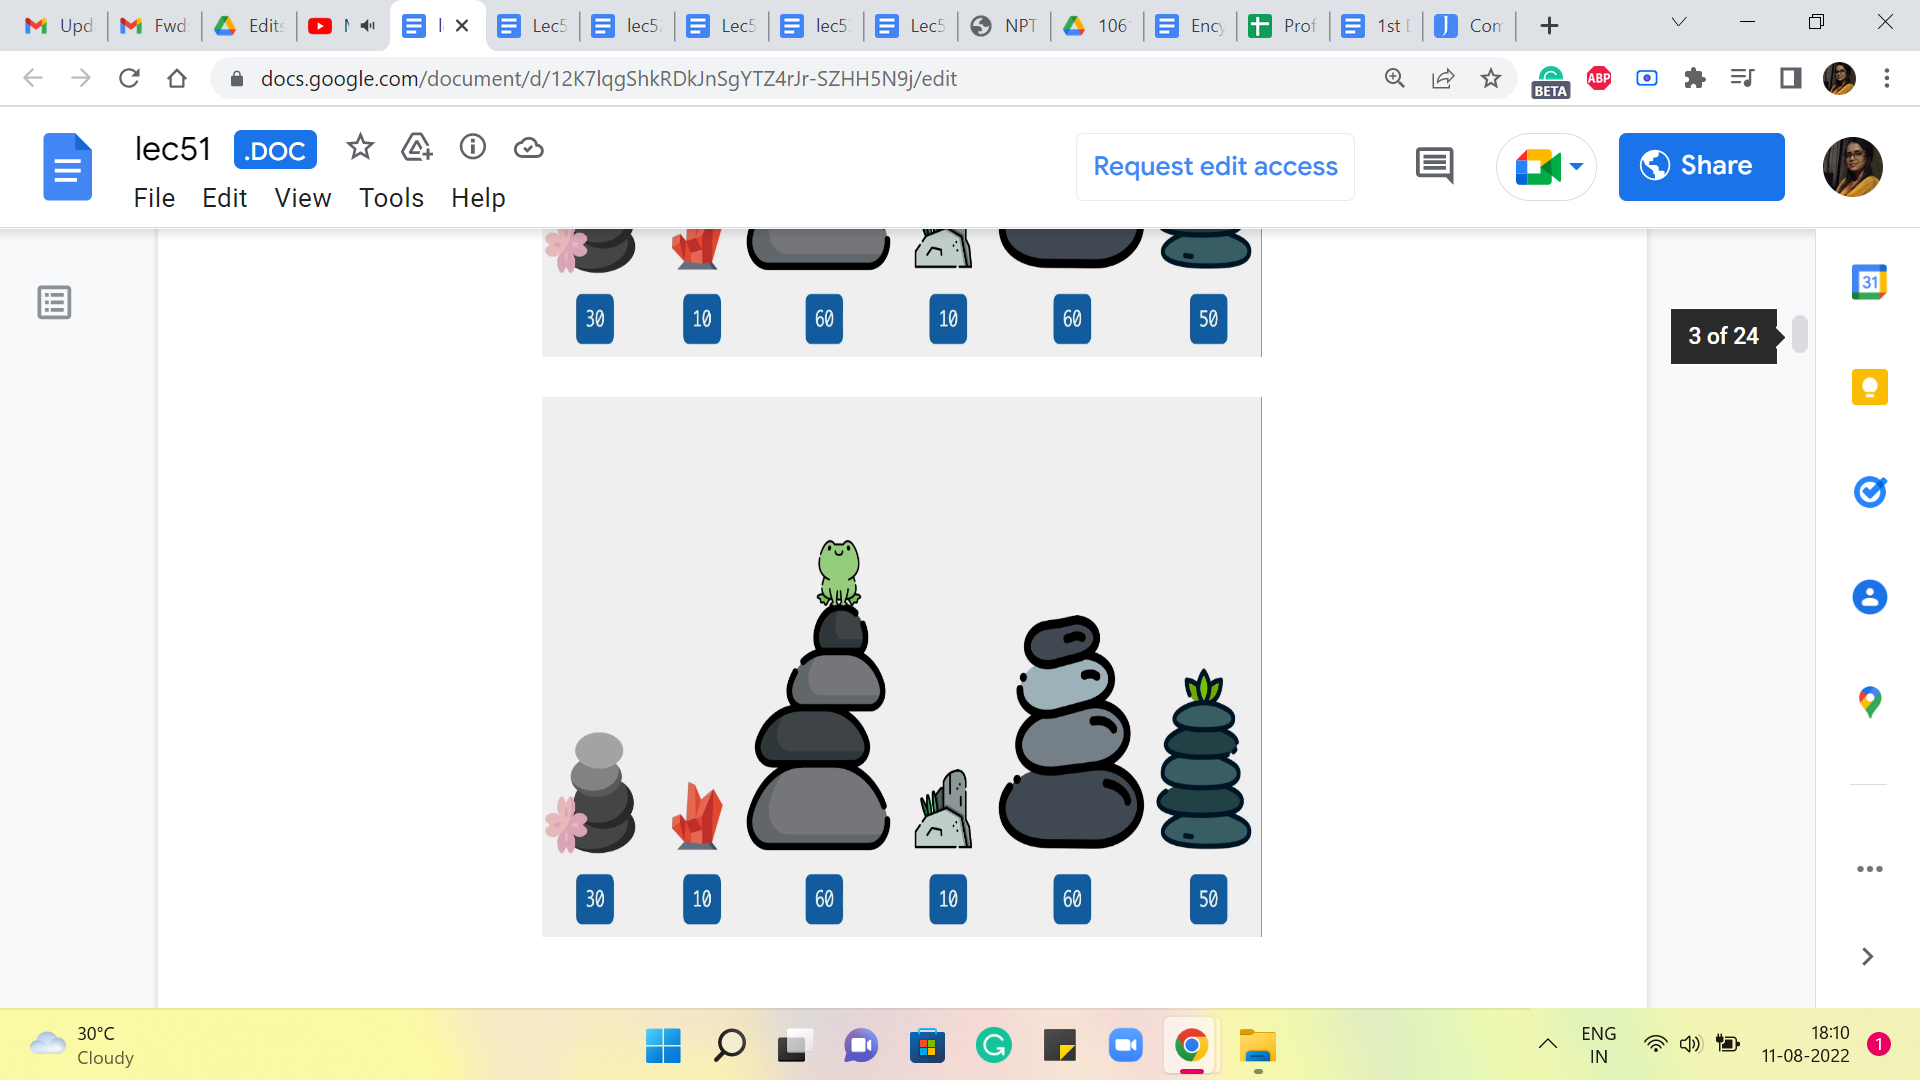 Upd
Fwd
Edits
Lec5
lec5
Lec5
lec5
Lec5
NPT
106
Ency
Prof
1st
Con
docs.google.com/document/d/12K7lqgShkRDkJnSgYTZ4rJr-SZHH5N9j/edit
ABP
BETA
lec51
.DOC
Request edit access
Share
File Edit View Tools Help
31
3 of 24
30 10 60 10 60 50
30 10 60 10 60 50
30°C
Cloudy
ENG
IN
18:10
11-08-2022
1